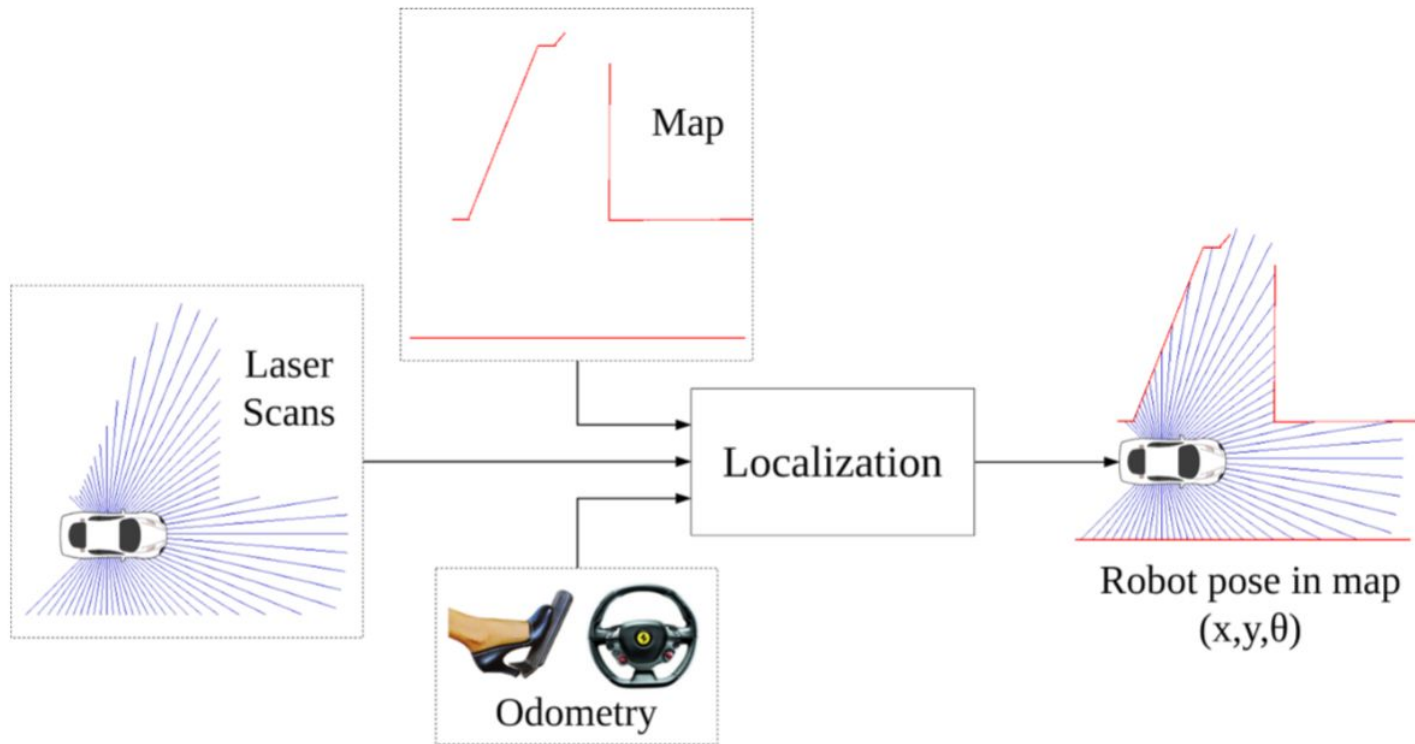 Map
Laser
Scans
Localization
Odometry
Robot pose in map
(x,y,θ)